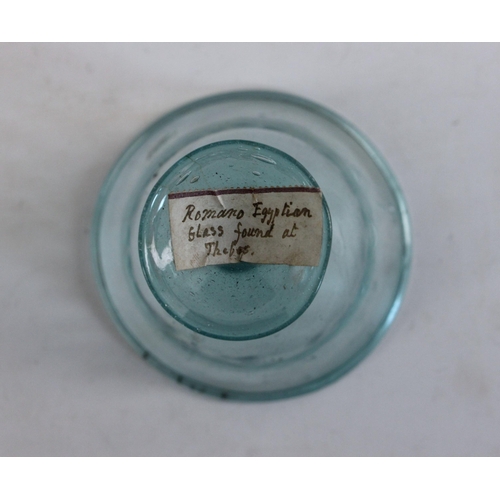 Romano Egyptian
Glass found at
Thebes.